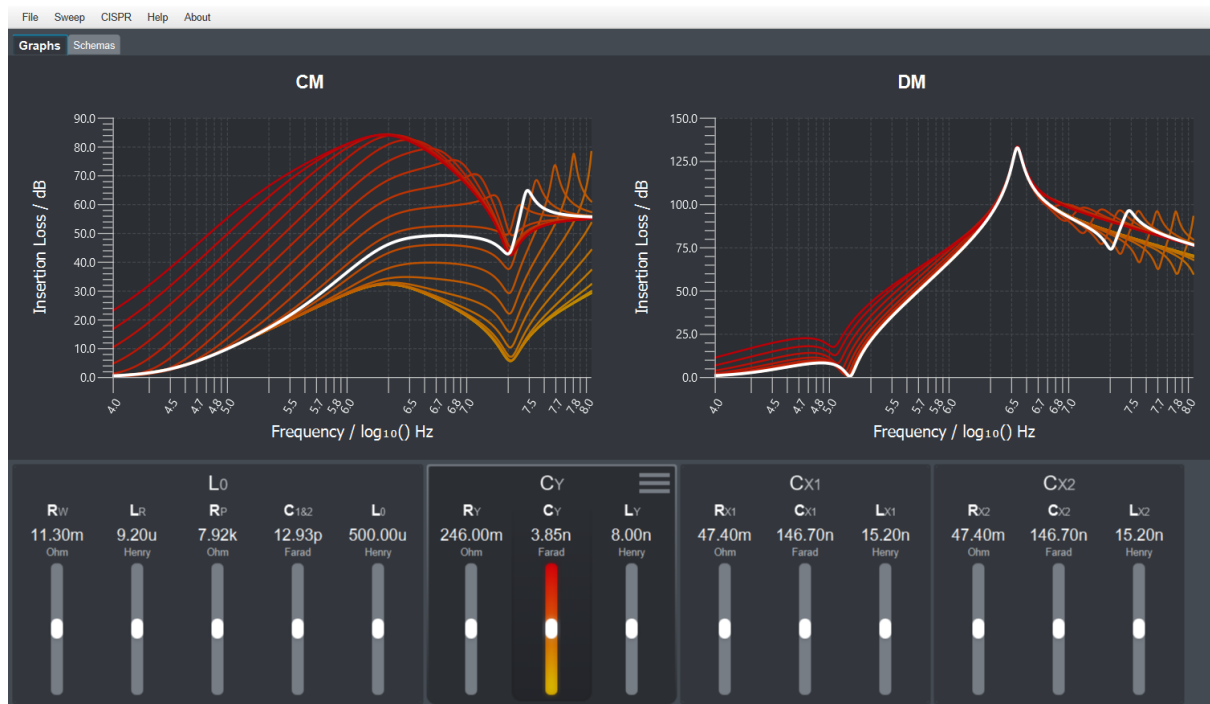 File Sweep CISPR Help About
Graphs Schemas
CM
Insertion Loss / dB
90.0
80.0
70.0
60.0
50.0
40.0
30.0
20.0
10.0
0.0
4.0 4.5 4.7 4.8 5.0 5.5 5.7 5.8 6.0 6.5 6.7 6.8 7.0 7.5 7.7 7.8 8.0
Frequency / log₁₀() Hz
DM
Insertion Loss / dB
150.0
125.0
100.0
75.0
50.0
25.0
0.0
4.0 4.5 4.7 4.8 5.0 5.5 5.7 5.8 6.0 6.5 6.7 6.8 7.0 7.5 7.7 7.8 8.0
Frequency / log₁₀() Hz
L0
RW LR RP C1&2 L0
11.30m 9.20u 7.92k 12.93p 500.00u
Ohm Henry Ohm Farad Henry
CY
RY CY LY
246.00m 3.85n 8.00n
Ohm Farad Henry
CX1
RX1 CX1 LX1
47.40m 146.70n 15.20n
Ohm Farad Henry
CX2
RX2 CX2 LX2
47.40m 146.70n 15.20n
Ohm Farad Henry